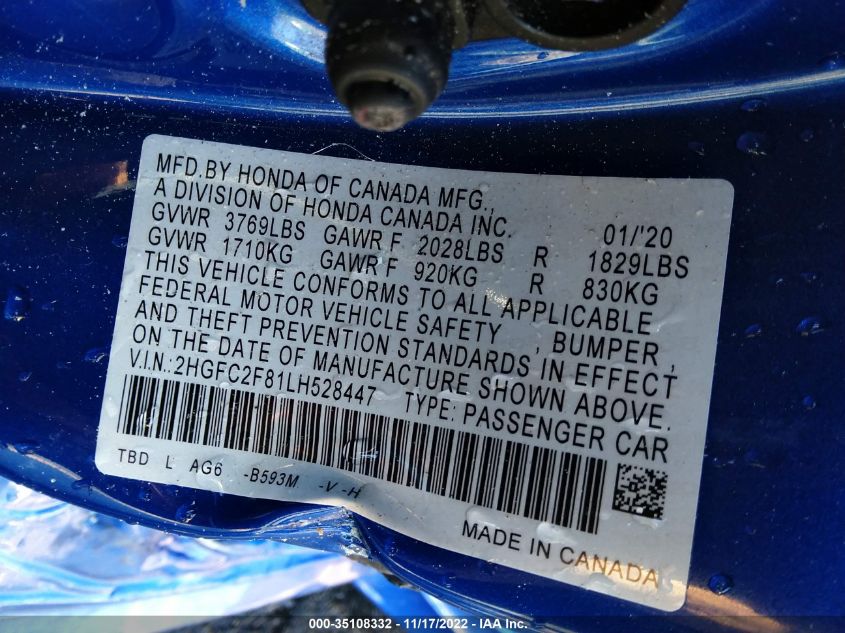 MFD.BY HONDA OF CANADA MFG.,
A DIVISION OF HONDA CANADA INC. 01/'20
GVWR 3769LBS GAWR F 2028LBS R 1829LBS
GVWR 1710KG GAWR F 920KG R 830KG
THIS VEHICLE CONFORMS TO ALL APPLICABLE
FEDERAL MOTOR VEHICLE SAFETY , BUMPER ,
AND THEFT PREVENTION STANDARDS IN EFFECT
ON THE DATE OF MANUFACTURE SHOWN ABOVE.
V.I.N.:2HGFC2F81LH528447 TYPE: PASSENGER CAR
TBD L AG6 -B593M -V -H
MADE IN CANADA
000-35108332 - 11/17/2022 - IAA Inc.